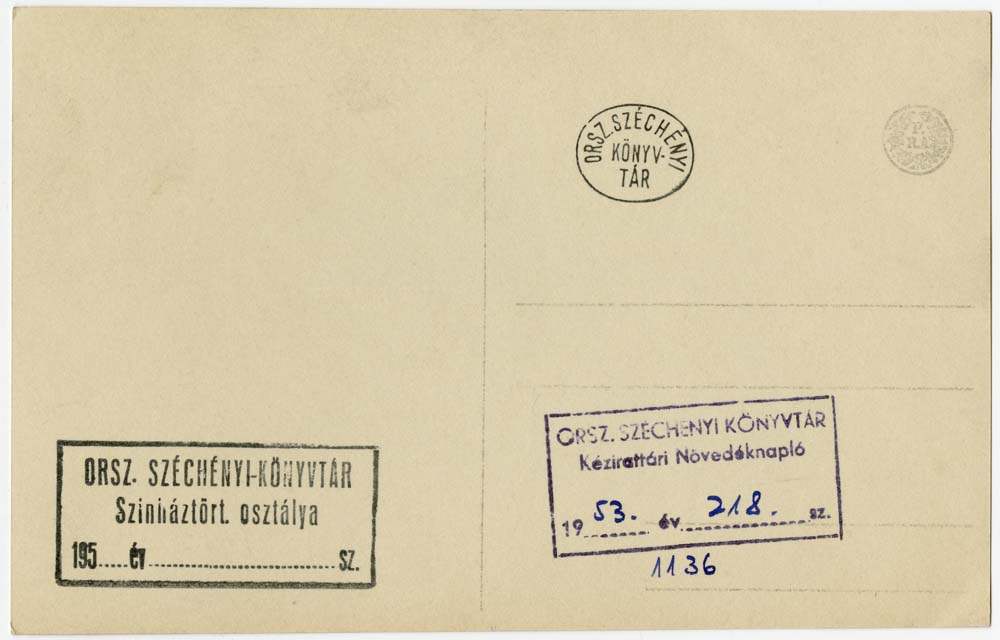 ORSZ. SZÉCHÉNYI
KÖNYV-
TÁR
ORSZ. SZÉCHÉNYI-KÖNYVTÁR
Szinháztört. osztálya
195.....év..............................sz.
ORSZ. SZÉCHENYI KÖNYVTÁR
Kézirattári Növedéknapló
19 53. év 218. sz.
1136